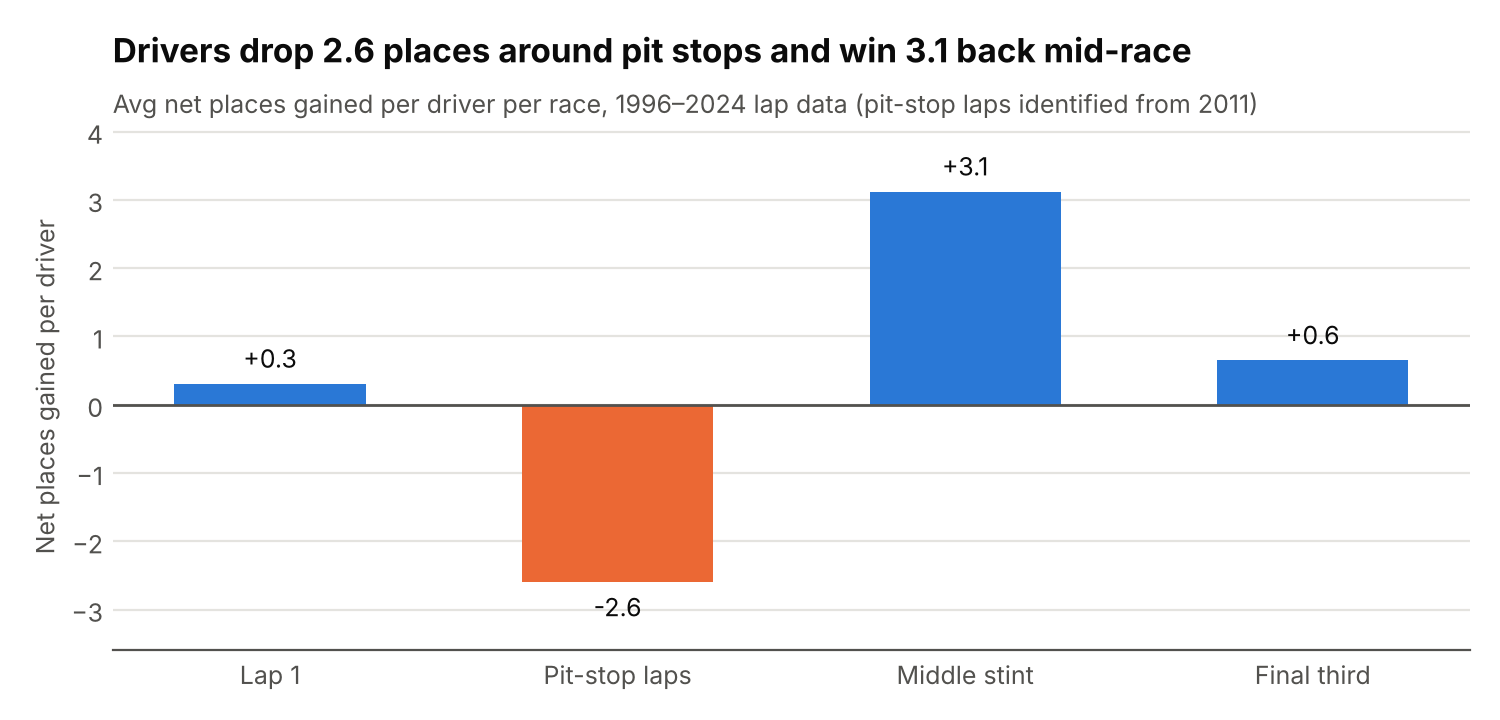 Drivers drop 2.6 places around pit stops and win 3.1 back mid-race
Avg net places gained per driver per race, 1996–2024 lap data (pit-stop laps identified from 2011)
Net places gained per driver
4
3
2
1
0
−1
−2
−3
+0.3
-2.6
+3.1
+0.6
Lap 1
Pit-stop laps
Middle stint
Final third